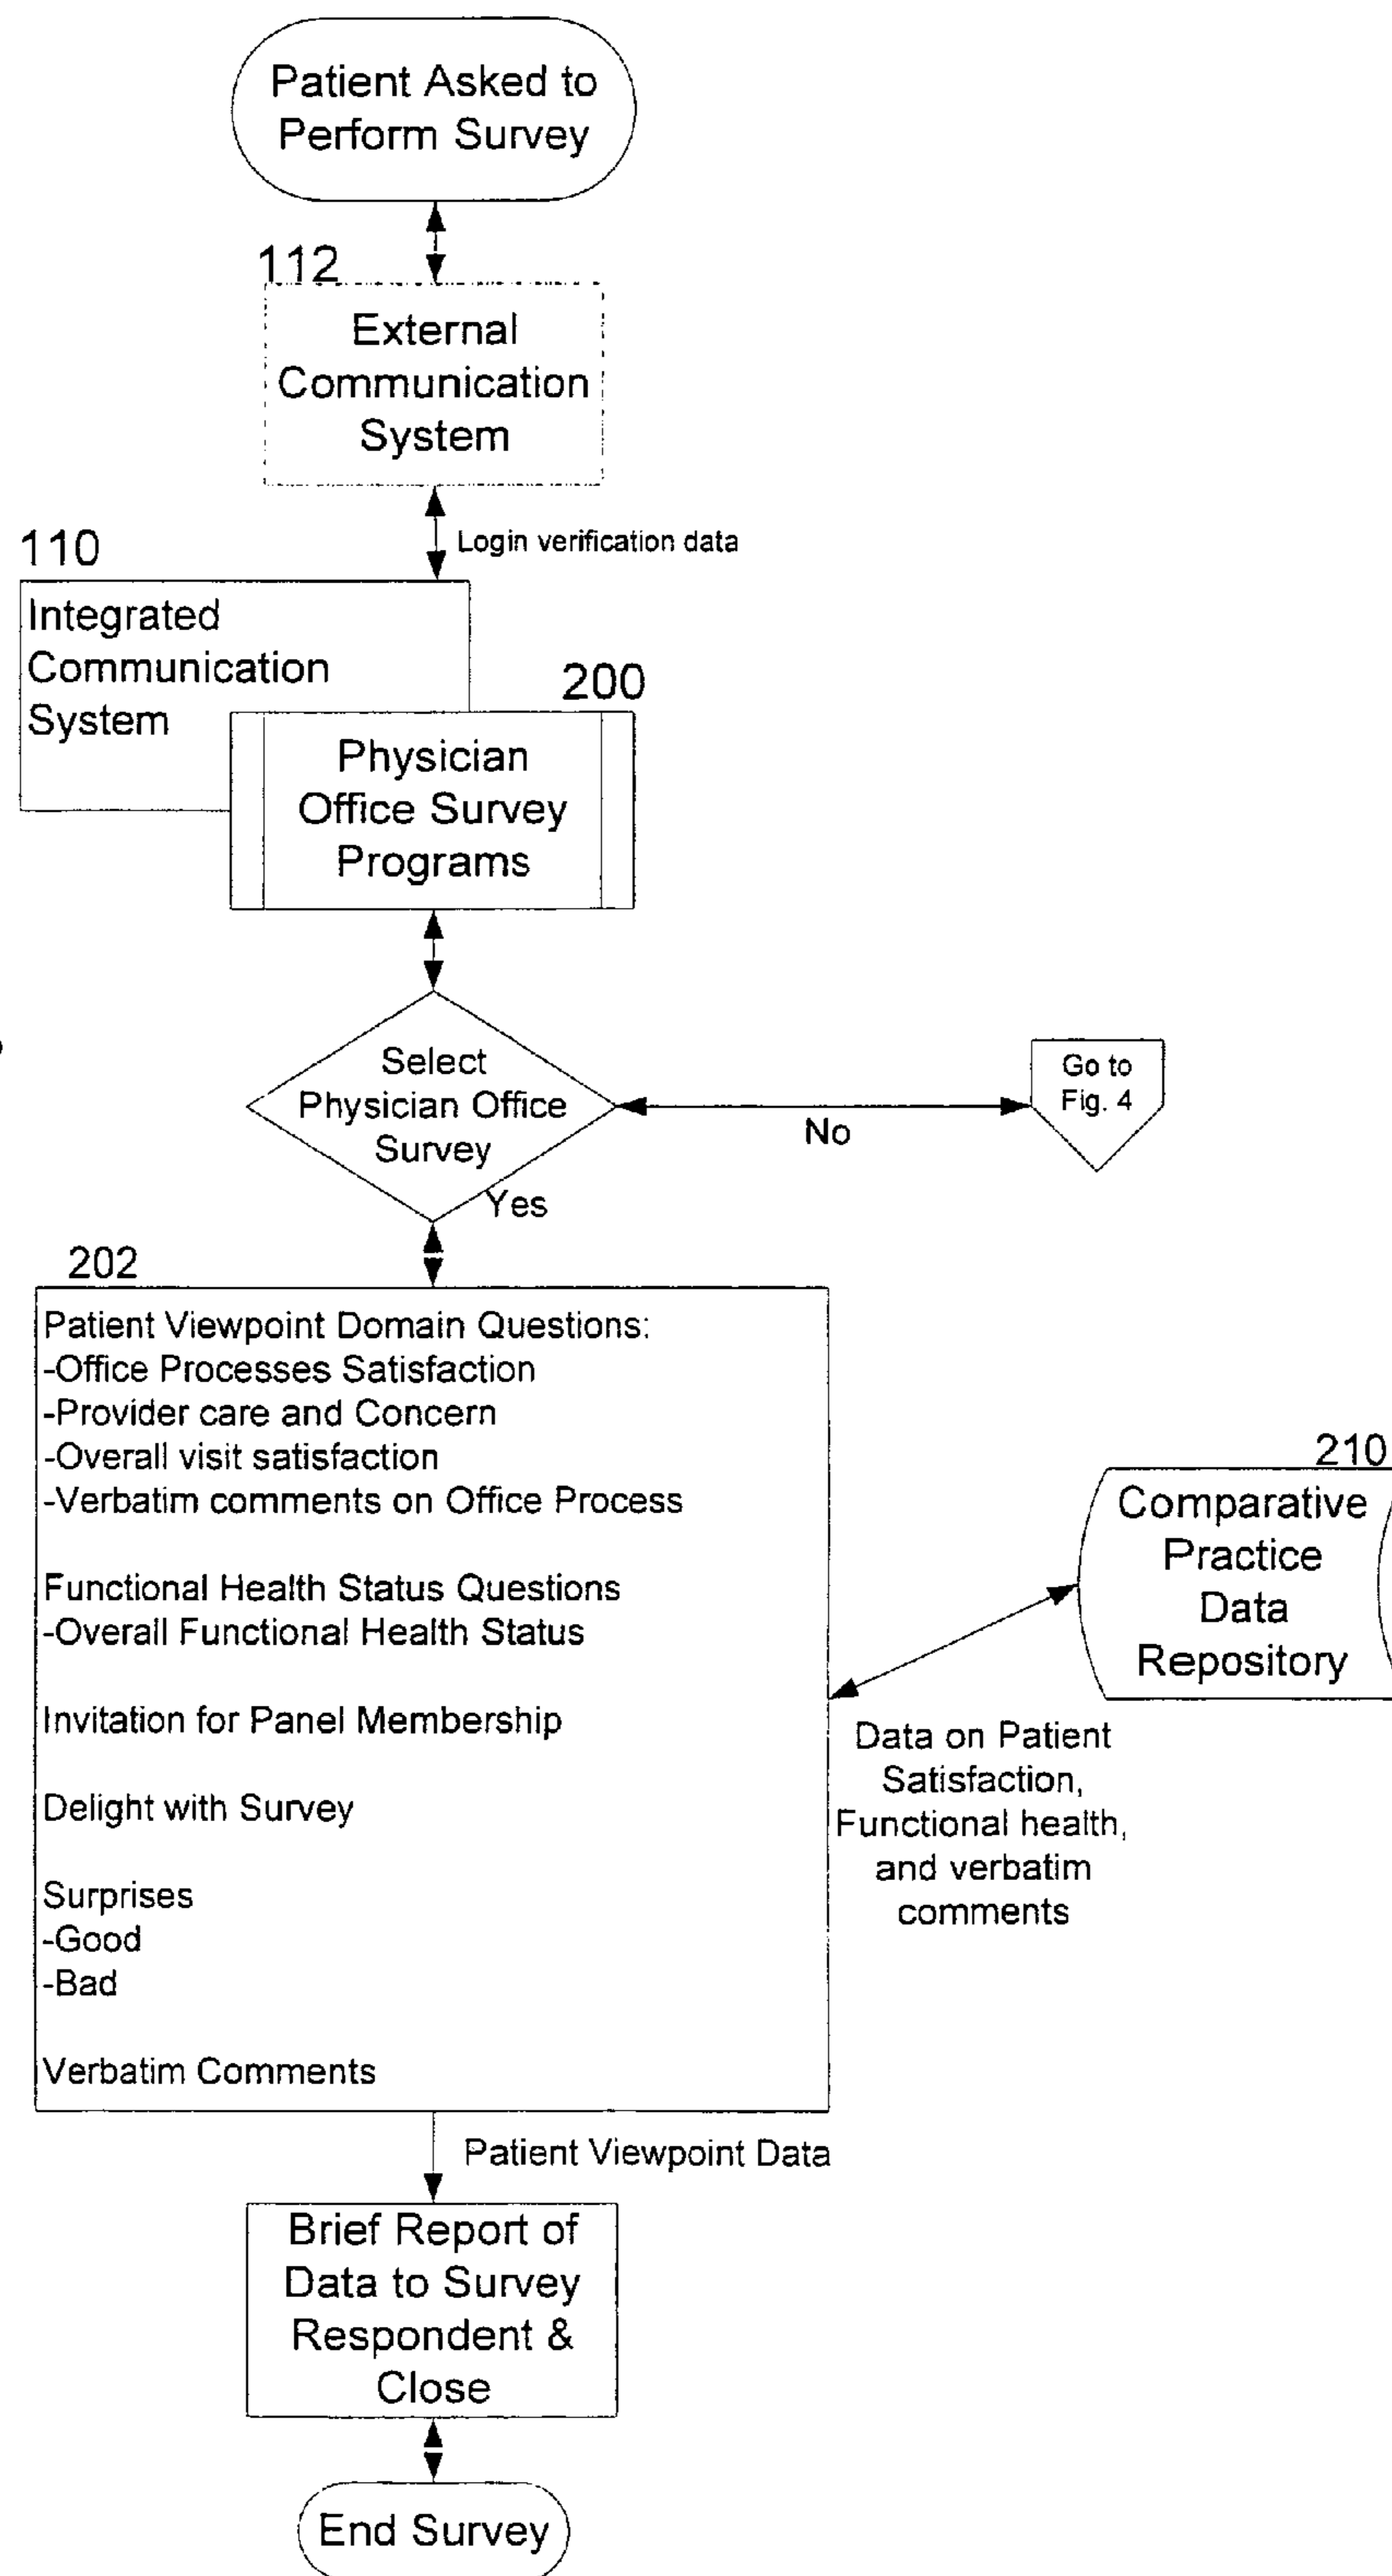 Patient Asked to
Perform Survey
112
External
Communication
System
Login verification data
110
Integrated
Communication
System
200
Physician
Office Survey
Programs
Select
Physician Office
Survey
No
Go to
Fig. 4
Yes
202
Patient Viewpoint Domain Questions:
-Office Processes Satisfaction
-Provider care and Concern
-Overall visit satisfaction
-Verbatim comments on Office Process
Functional Health Status Questions
-Overall Functional Health Status
Invitation for Panel Membership
Delight with Survey
Surprises
-Good
-Bad
Verbatim Comments
210
Comparative
Practice
Data
Repository
Data on Patient
Satisfaction,
Functional health,
and verbatim
comments
Patient Viewpoint Data
Brief Report of
Data to Survey
Respondent &
Close
End Survey